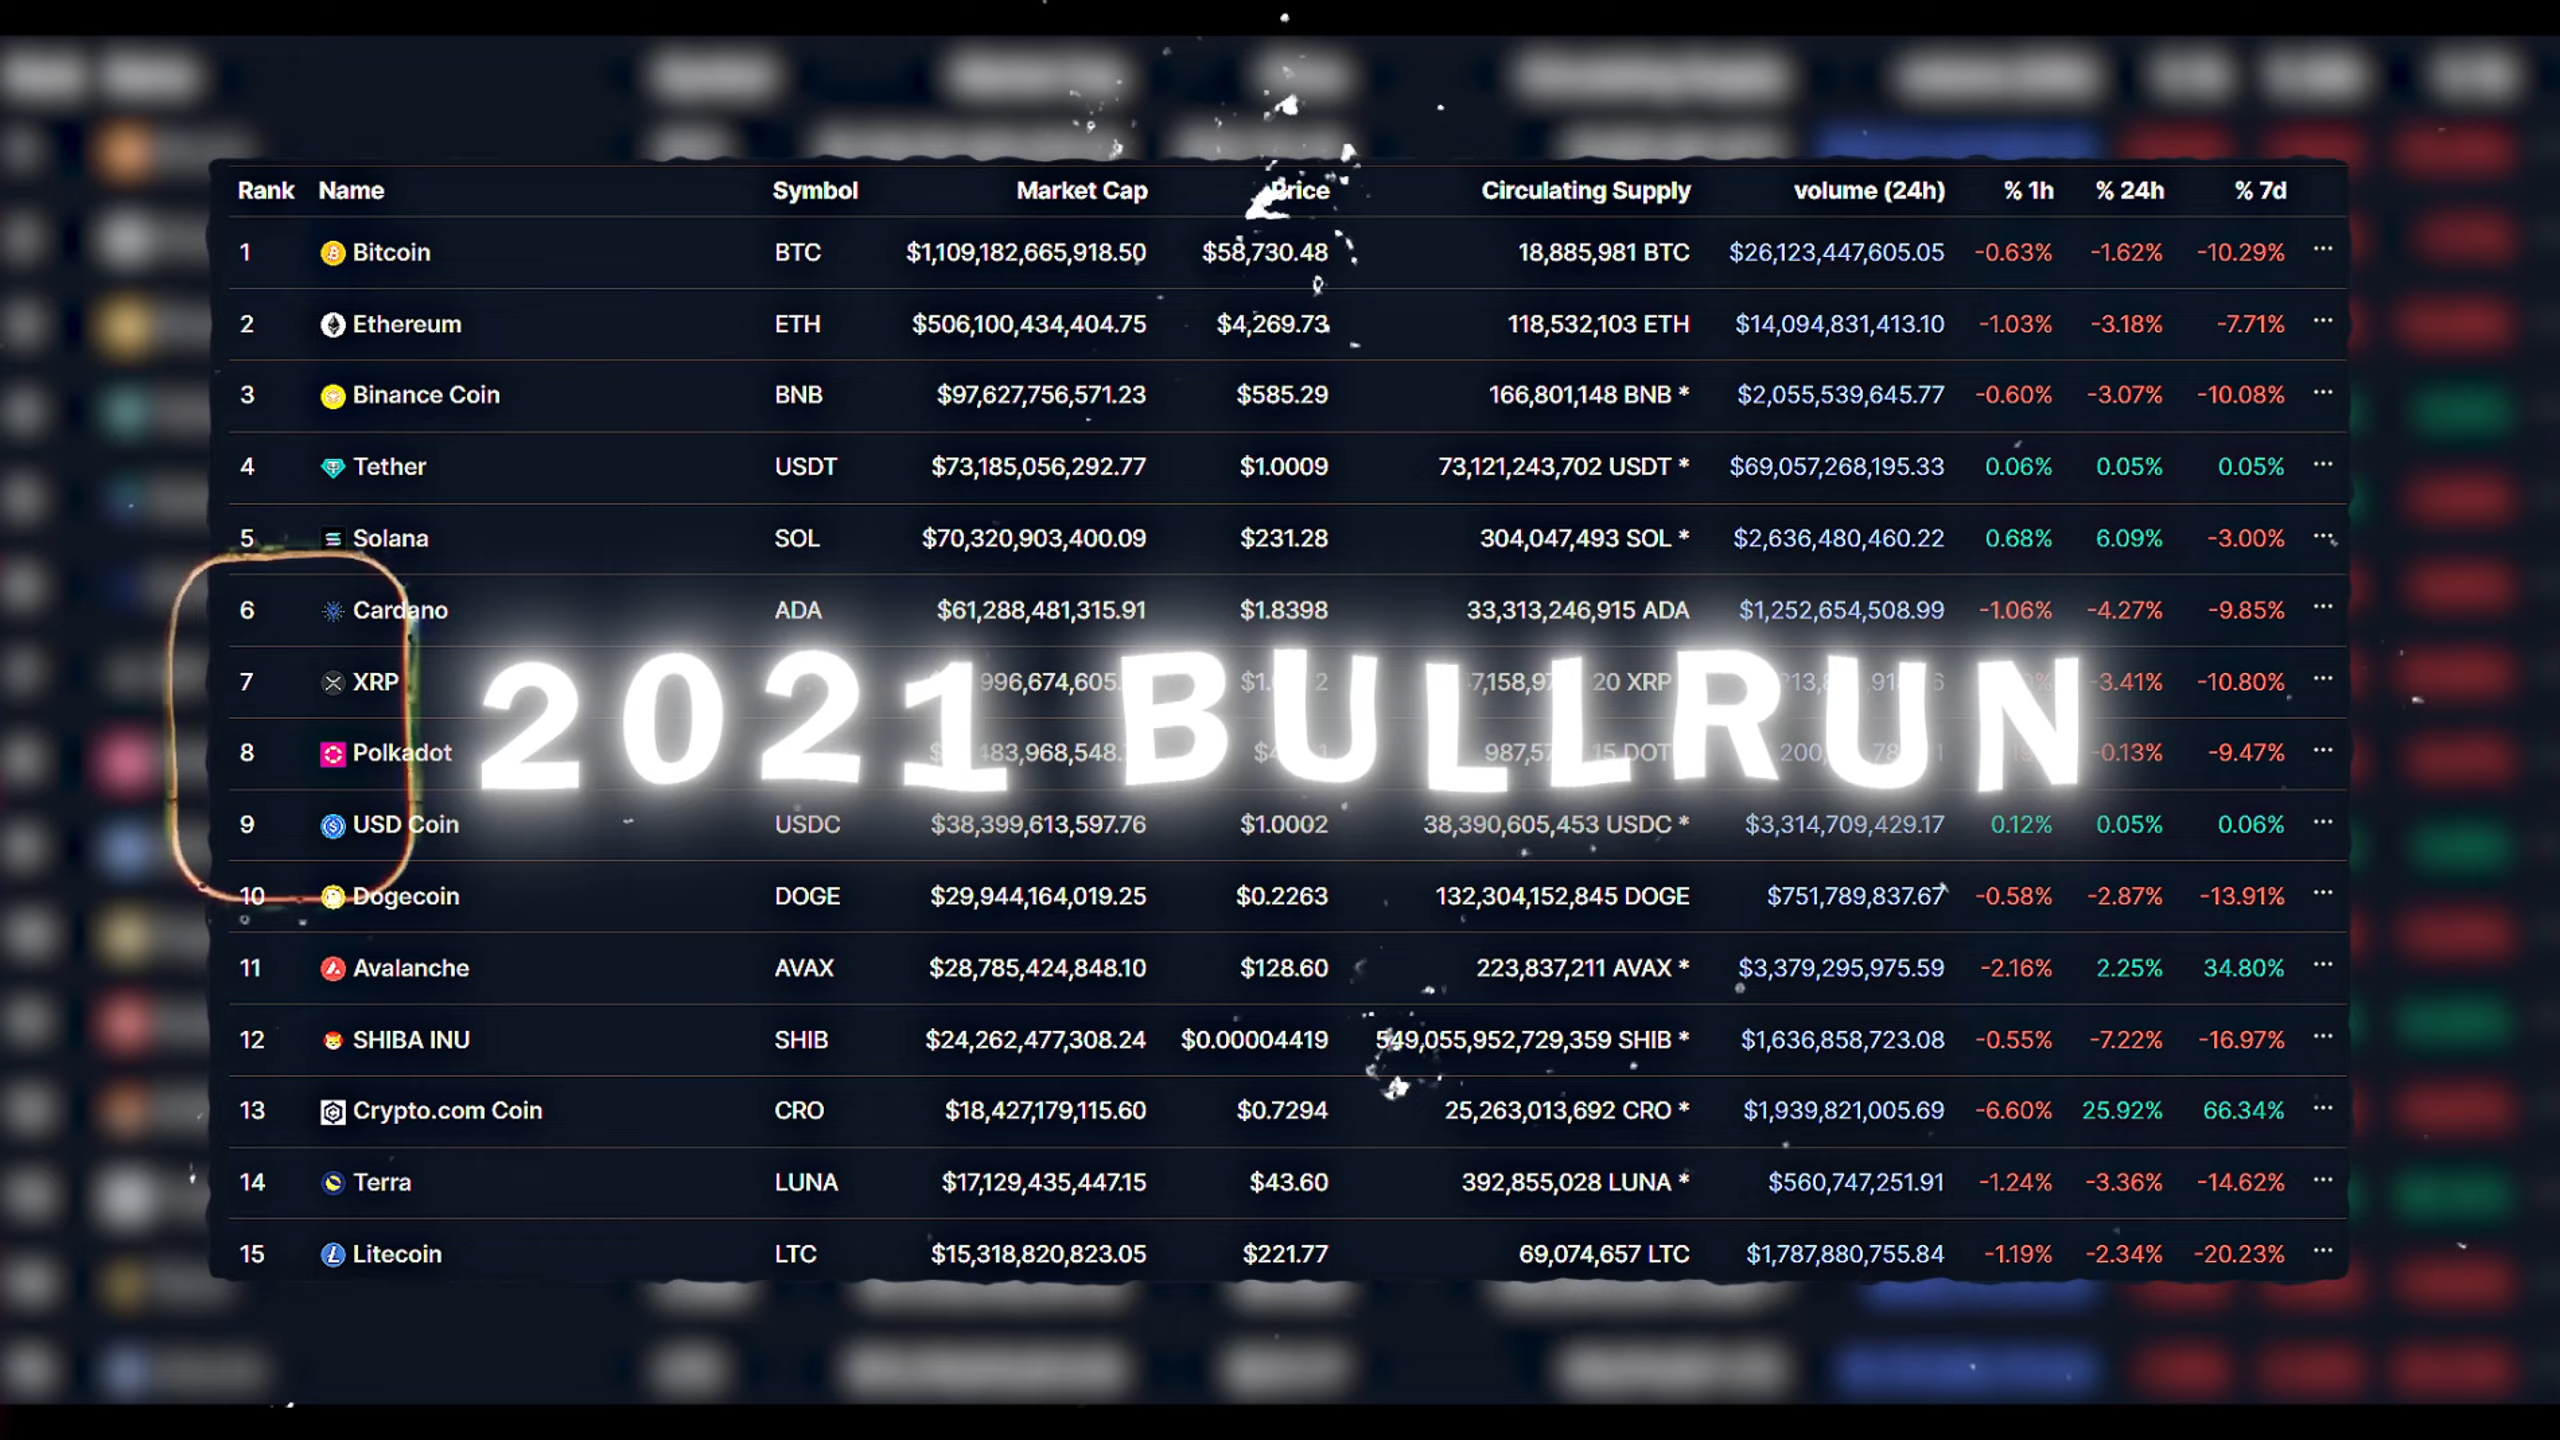 Rank Name Symbol Market Cap Price Circulating Supply volume (24h) % 1h % 24h % 7d
1 Bitcoin BTC $1,109,182,665,918.50 $58,730.48 18,885,981 BTC $26,123,447,605.05 -0.63% -1.62% -10.29% ...
2 Ethereum ETH $506,100,434,404.75 $4,269.73 118,532,103 ETH $14,094,831,413.10 -1.03% -3.18% -7.71% ...
3 Binance Coin BNB $97,627,756,571.23 $585.29 166,801,148 BNB * $2,055,539,645.77 -0.60% -3.07% -10.08% ...
4 Tether USDT $73,185,056,292.77 $1.0009 73,121,243,702 USDT * $69,057,268,195.33 0.06% 0.05% 0.05% ...
5 Solana SOL $70,320,903,400.09 $231.28 304,047,493 SOL * $2,636,480,460.22 0.68% 6.09% -3.00% ...
6 Cardano ADA $61,288,481,315.91 $1.8398 33,313,246,915 ADA $1,252,654,508.99 -1.06% -4.27% -9.85% ...
7 XRP XRP -3.41% -10.80% ...
2021 BULLRUN
8 Polkadot DOT -0.13% -9.47% ...
9 USD Coin USDC $38,399,613,597.76 $1.0002 38,390,605,453 USDC * $3,314,709,429.17 0.12% 0.05% 0.06% ...
10 Dogecoin DOGE $29,944,164,019.25 $0.2263 132,304,152,845 DOGE $751,789,837.67 -0.58% -2.87% -13.91% ...
11 Avalanche AVAX $28,785,424,848.10 $128.60 223,837,211 AVAX * $3,379,295,975.59 -2.16% 2.25% 34.80% ...
12 SHIBA INU SHIB $24,262,477,308.24 $0.00004419 549,055,952,729,359 SHIB * $1,636,858,723.08 -0.55% -7.22% -16.97% ...
13 Crypto.com Coin CRO $18,427,179,115.60 $0.7294 25,263,013,692 CRO * $1,939,821,005.69 -6.60% 25.92% 66.34% ...
14 Terra LUNA $17,129,435,447.15 $43.60 392,855,028 LUNA * $560,747,251.91 -1.24% -3.36% -14.62% ...
15 Litecoin LTC $15,318,820,823.05 $221.77 69,074,657 LTC $1,787,880,755.84 -1.19% -2.34% -20.23% ...